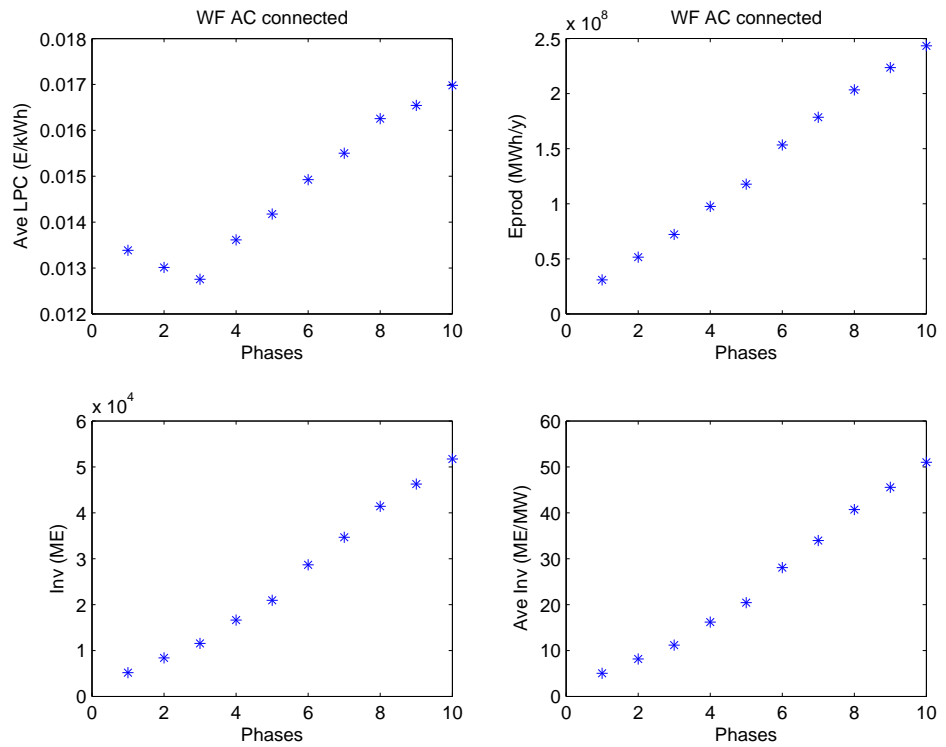 WF AC connected
0.018
0.017
0.016
0.015
0.014
0.013
0.012
Ave LPC (E/kWh)
0 2 4 6 8 10
Phases
WF AC connected
x 10^8
2.5
2
1.5
1
0.5
0
Eprod (MWh/y)
0 2 4 6 8 10
Phases
x 10^4
6
5
4
3
2
1
0
Inv (ME)
0 2 4 6 8 10
Phases
60
50
40
30
20
10
0
Ave Inv (ME/MW)
0 2 4 6 8 10
Phases